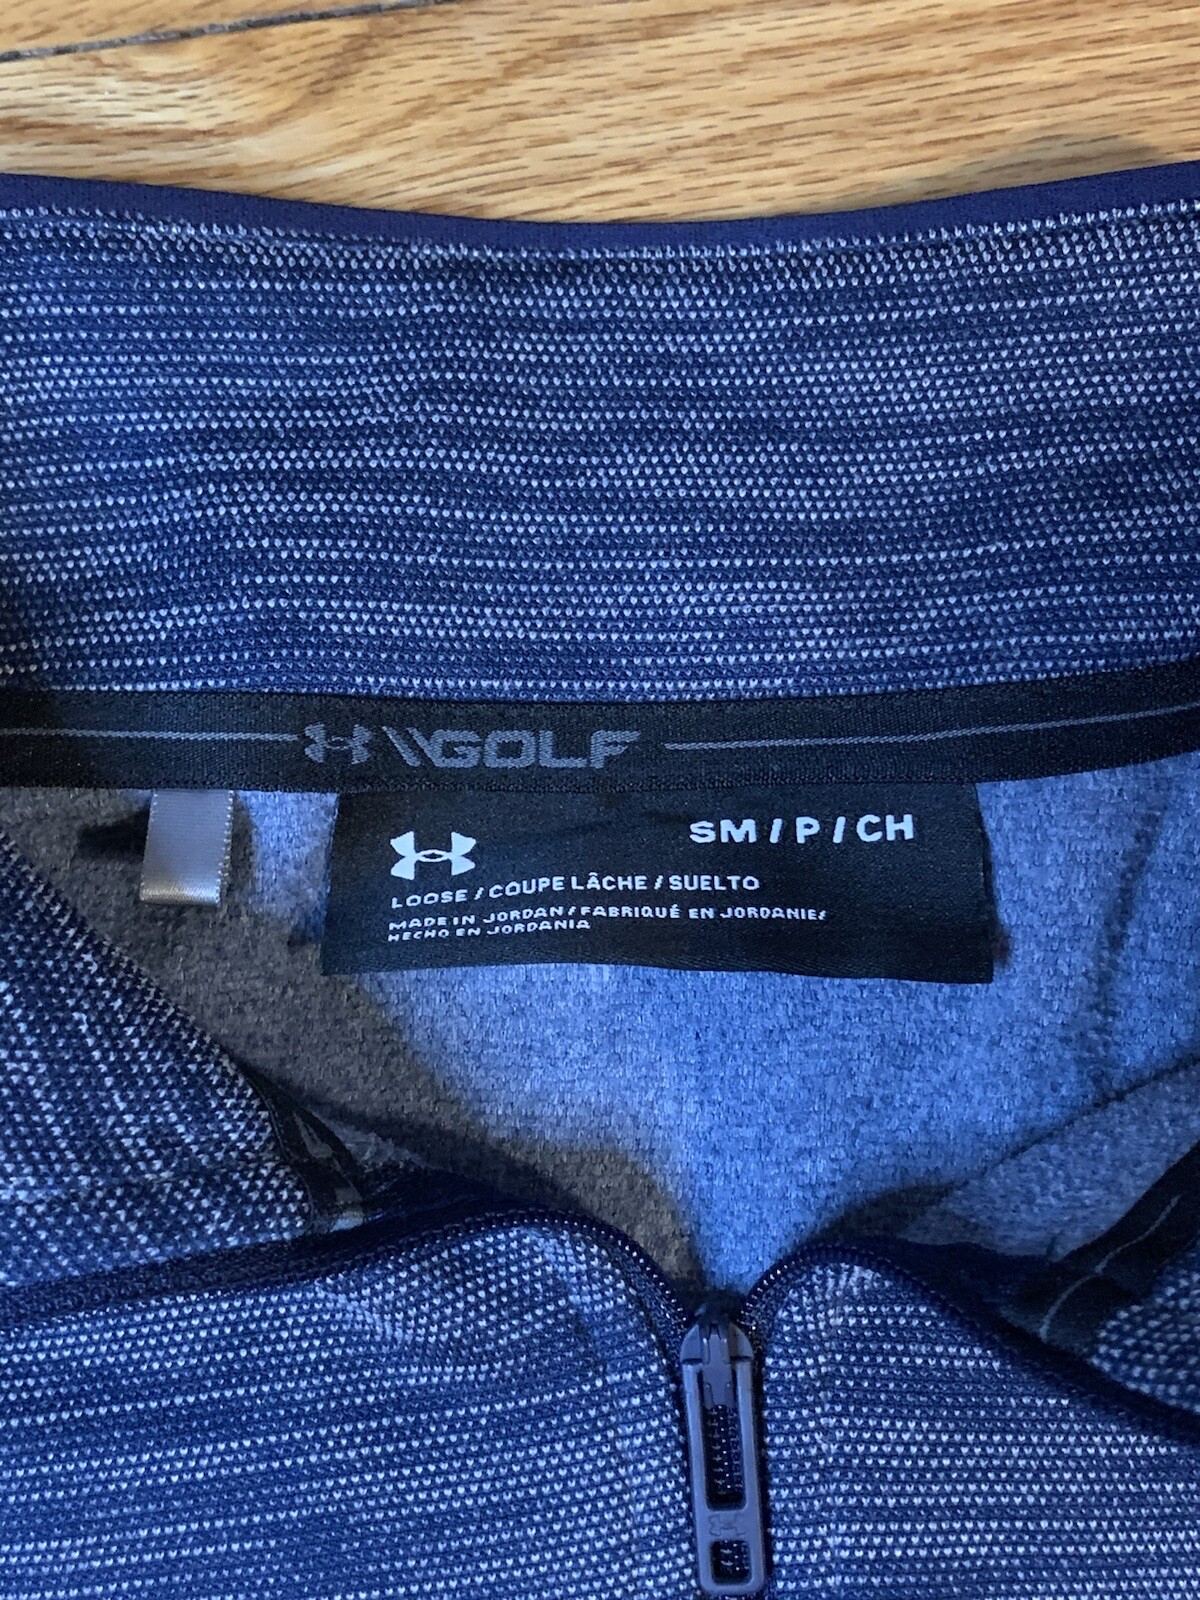 \\GOLF
SM / P / CH
LOOSE / COUPE LÂCHE / SUELTO
MADE IN JORDAN / FABRIQUÉ EN JORDANIE /
HECHO EN JORDANIA